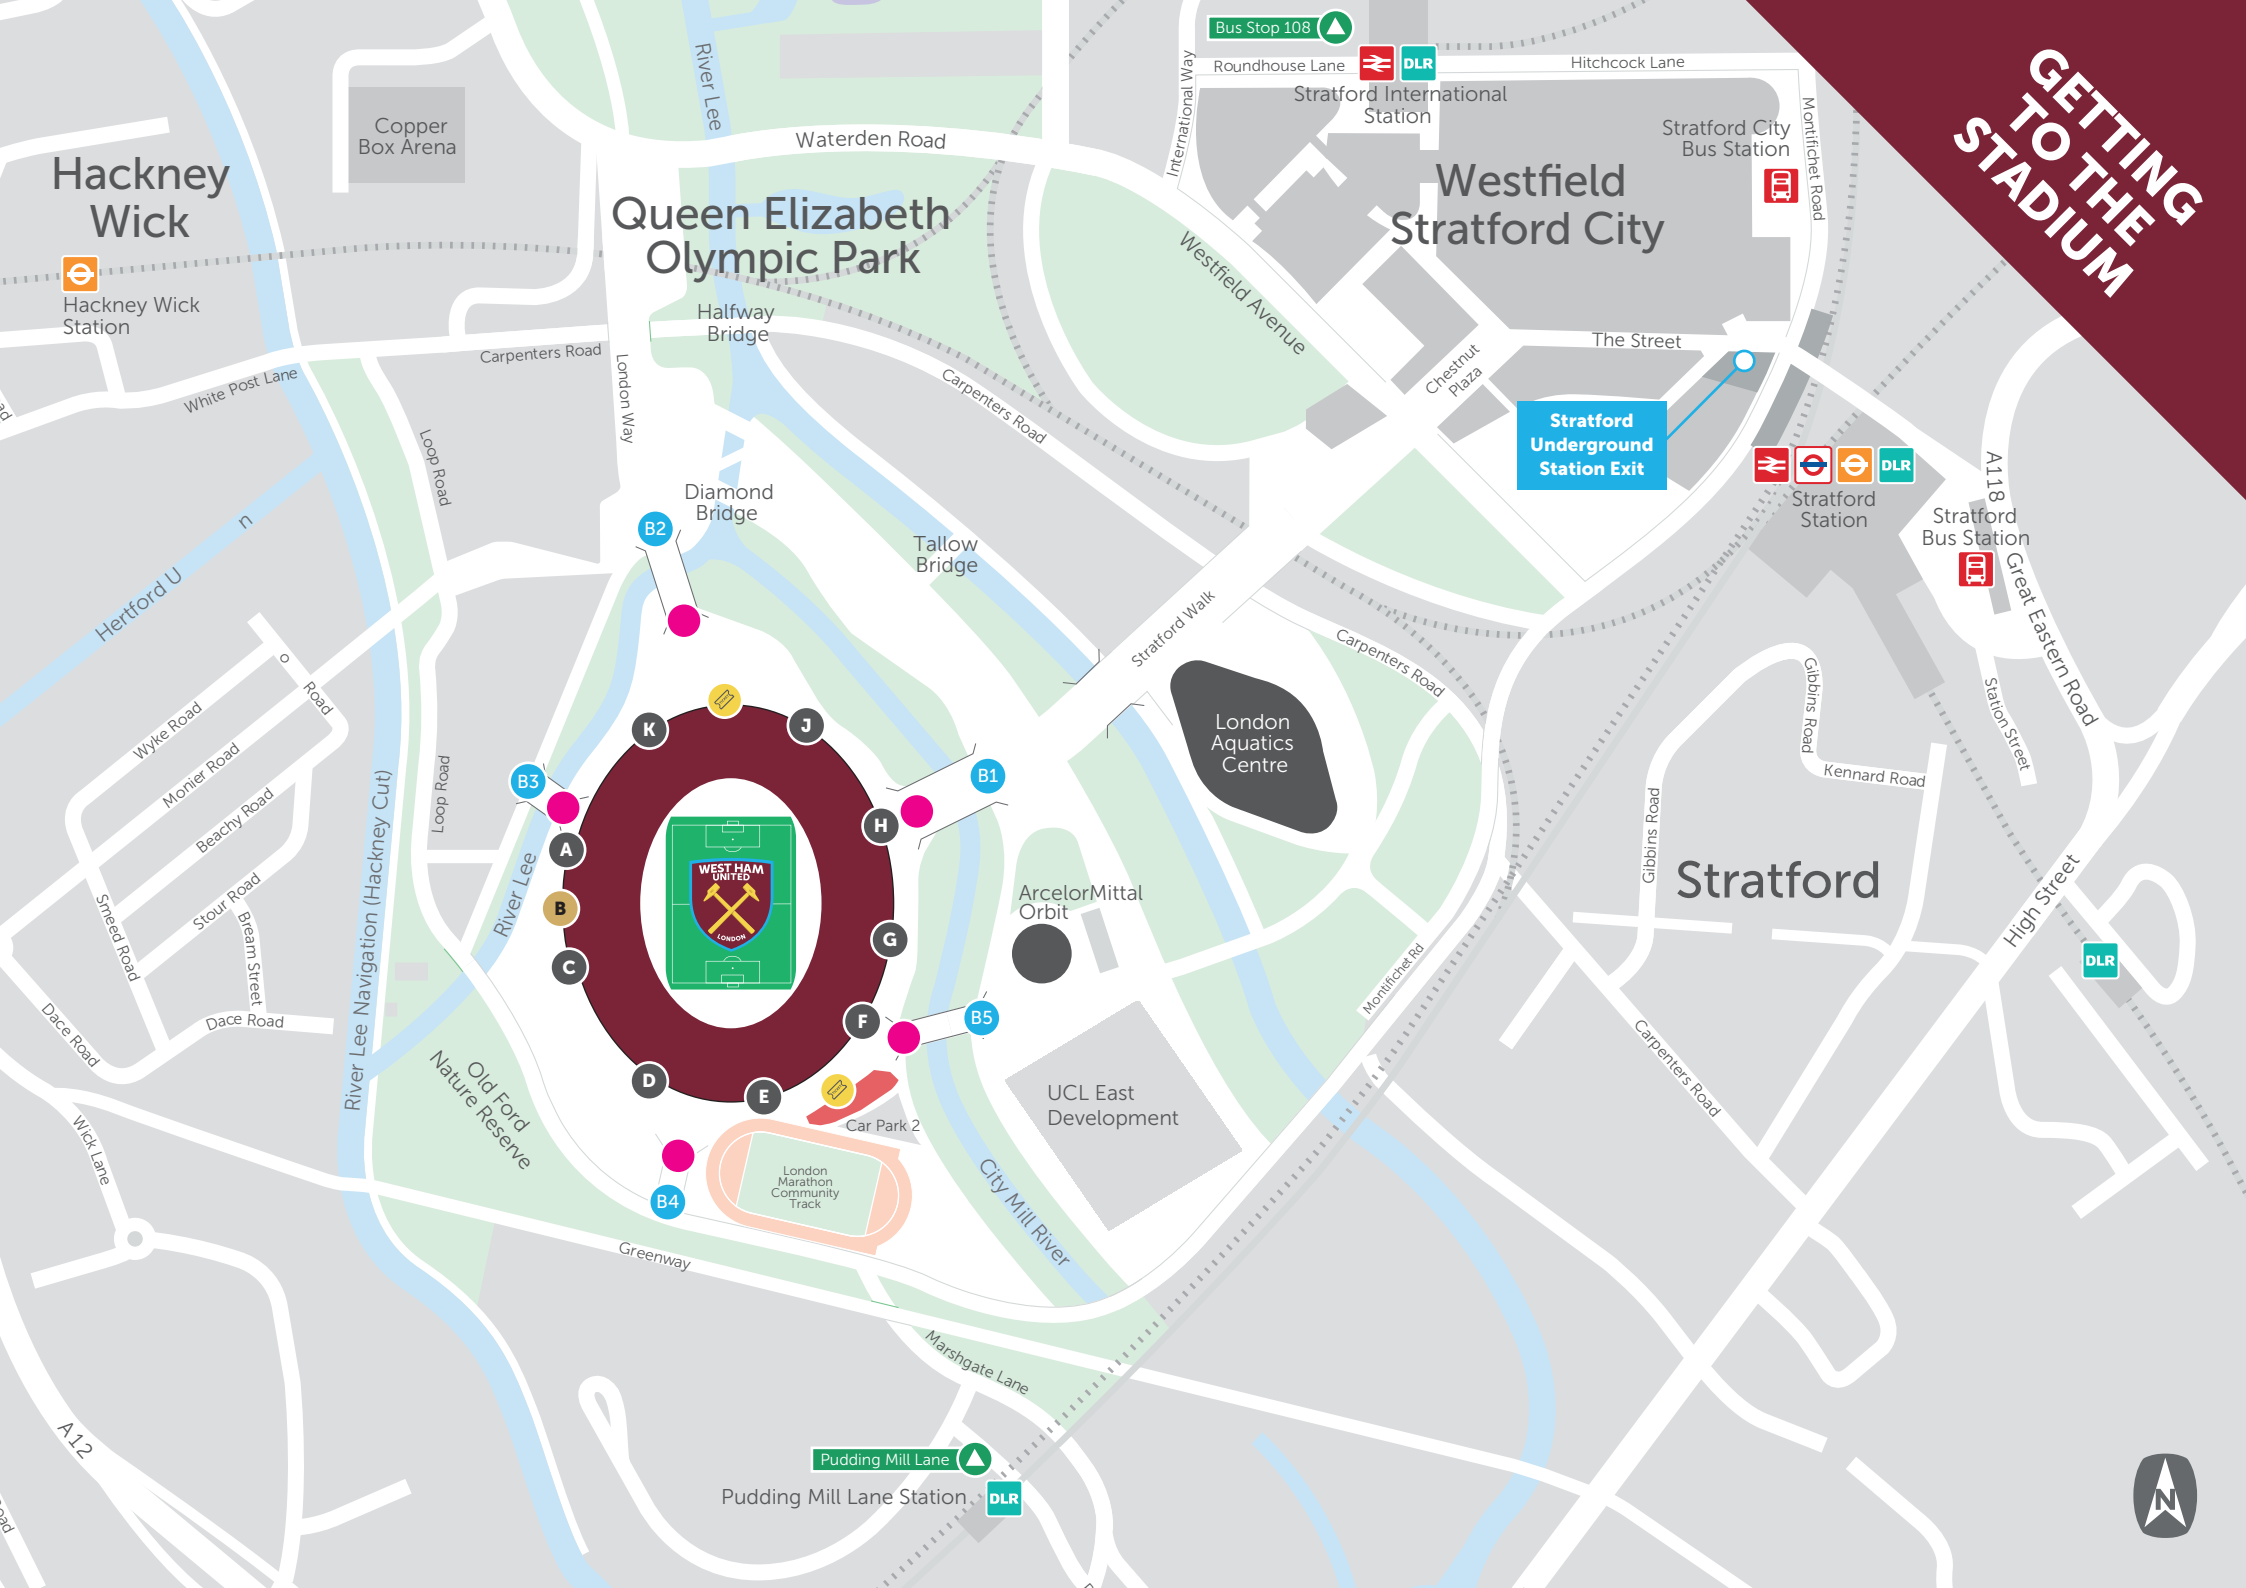 GETTING
TO THE
STADIUM
Bus Stop 108
Roundhouse Lane
DLR
Hitchcock Lane
Stratford International
Station
International Way
Montifichet Road
Stratford City
Bus Station
Westfield
Stratford City
River Lee
Waterden Road
Copper
Box Arena
Hackney
Wick
Hackney Wick
Station
Queen Elizabeth
Olympic Park
Halfway
Bridge
Westfield Avenue
The Street
Chestnut
Plaza
Stratford
Underground
Station Exit
Carpenters Road
White Post Lane
London Way
Carpenters Road
Loop Road
DLR
Stratford
Station
A118
Stratford
Bus Station
Great Eastern Road
Diamond
Bridge
B2
Tallow
Bridge
Hertford U
n
Stratford Walk
Carpenters Road
o
Road
Wyke Road
Monier Road
Beachy Road
Stour Road
Smeed Road
Bream Street
Dace Road
Dace Road
Loop Road
River Lee Navigation (Hackney Cut)
River Lee
B3
K
J
A
B
C
D
E
F
G
H
B1
WEST HAM
UNITED
LONDON
London
Aquatics
Centre
ArcelorMittal
Orbit
B5
UCL East
Development
Car Park 2
London
Marathon
Community
Track
B4
Old Ford
Nature Reserve
City Mill River
Greenway
Marshgate Lane
Wick Lane
A12
Pudding Mill Lane
Pudding Mill Lane Station
DLR
Gibbins Road
Gibbins Road
Kennard Road
Station Street
Stratford
High Street
DLR
Montifichet Rd
Carpenters Road
N